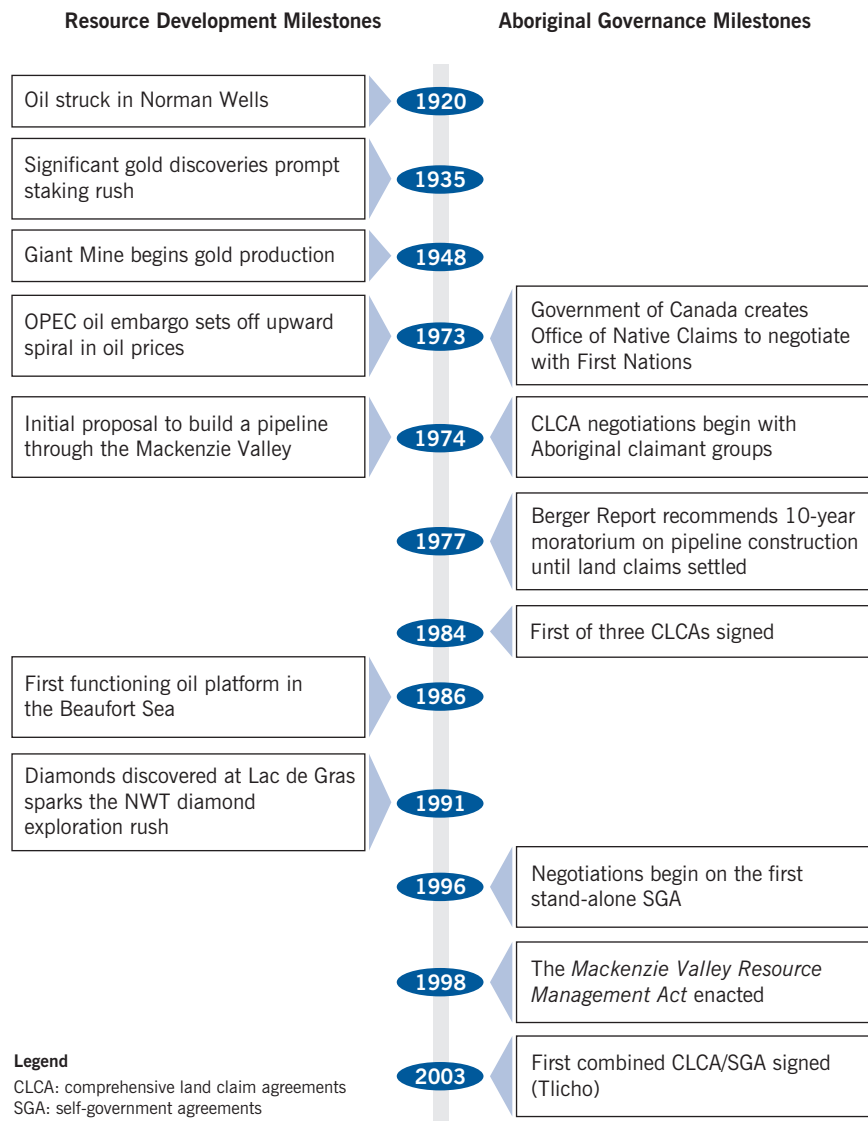 Resource Development Milestones
Aboriginal Governance Milestones
Oil struck in Norman Wells
1920
Significant gold discoveries prompt
staking rush
1935
Giant Mine begins gold production
1948
OPEC oil embargo sets off upward
spiral in oil prices
1973
Government of Canada creates
Office of Native Claims to negotiate
with First Nations
Initial proposal to build a pipeline
through the Mackenzie Valley
1974
CLCA negotiations begin with
Aboriginal claimant groups
1977
Berger Report recommends 10-year
moratorium on pipeline construction
until land claims settled
1984
First of three CLCAs signed
First functioning oil platform in
the Beaufort Sea
1986
Diamonds discovered at Lac de Gras
sparks the NWT diamond
exploration rush
1991
1996
Negotiations begin on the first
stand-alone SGA
1998
The Mackenzie Valley Resource
Management Act enacted
2003
First combined CLCA/SGA signed
(Tlicho)
Legend
CLCA: comprehensive land claim agreements
SGA: self-government agreements